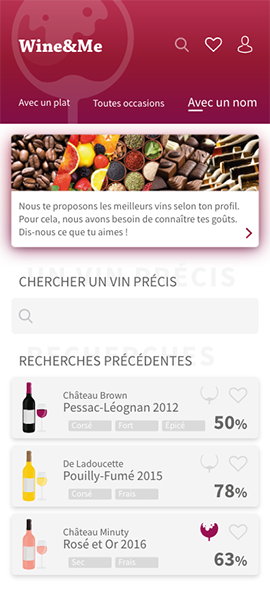 Wine&Me
Avec un plat Toutes occasions Avec un nom
Nous te proposons les meilleurs vins selon ton profil.
Pour cela, nous avons besoin de connaître tes goûts.
Dis-nous ce que tu aimes !
UN VIN PRÉCIS
CHERCHER UN VIN PRÉCIS
RECHERCHES
RECHERCHES PRÉCÉDENTES
Château Brown
Pessac-Léognan 2012
Corsé Fort Épicé
50%
De Ladoucette
Pouilly-Fumé 2015
Corsé Frais
78%
Château Minuty
Rosé et Or 2016
Sec Frais
63%